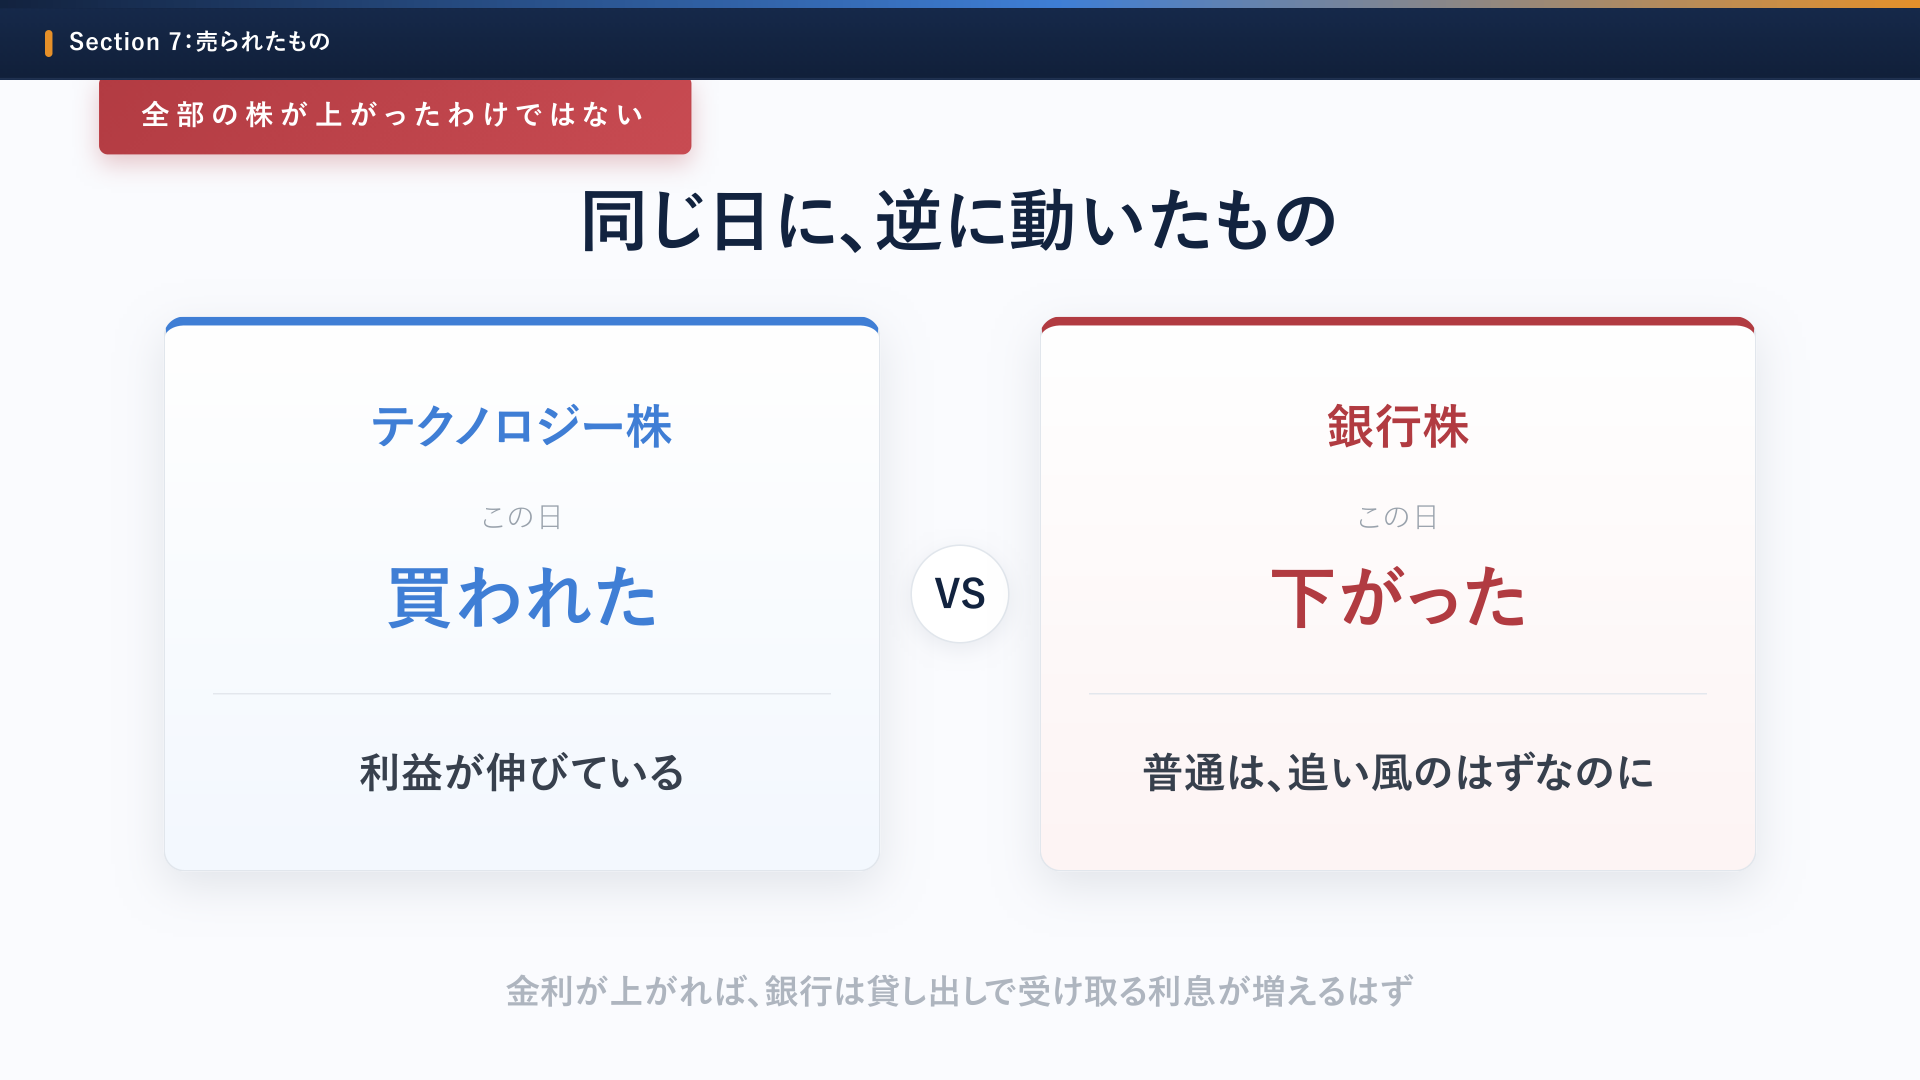 Section 7：売られたもの
全部の株が上がったわけではない
同じ日に、逆に動いたもの
テクノロジー株
この日
買われた
利益が伸びている
VS
銀行株
この日
下がった
普通は、追い風のはずなのに
金利が上がれば、銀行は貸し出しで受け取る利息が増えるはず